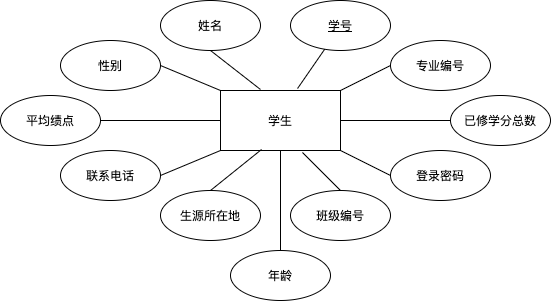 姓名
学号
性别
专业编号
平均绩点
学生
已修学分总数
联系电话
登录密码
生源所在地
班级编号
年龄